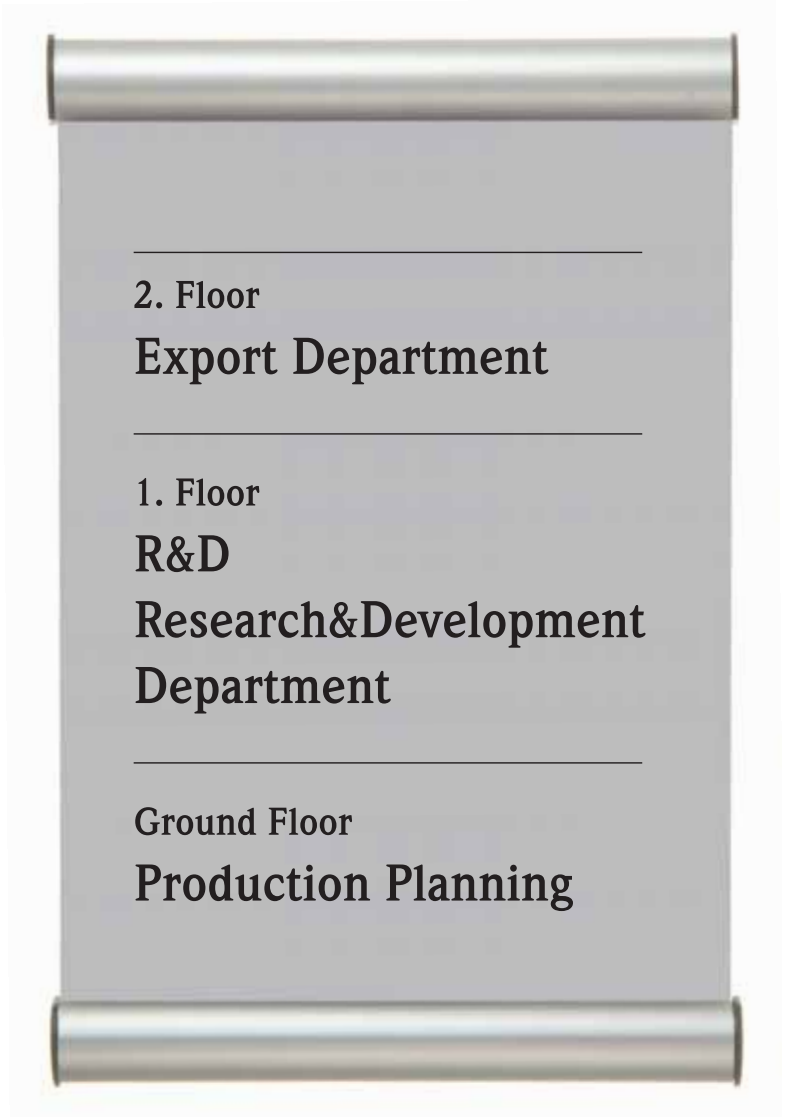 2. Floor
Export Department
1. Floor
R&D
Research&Development
Department
Ground Floor
Production Planning